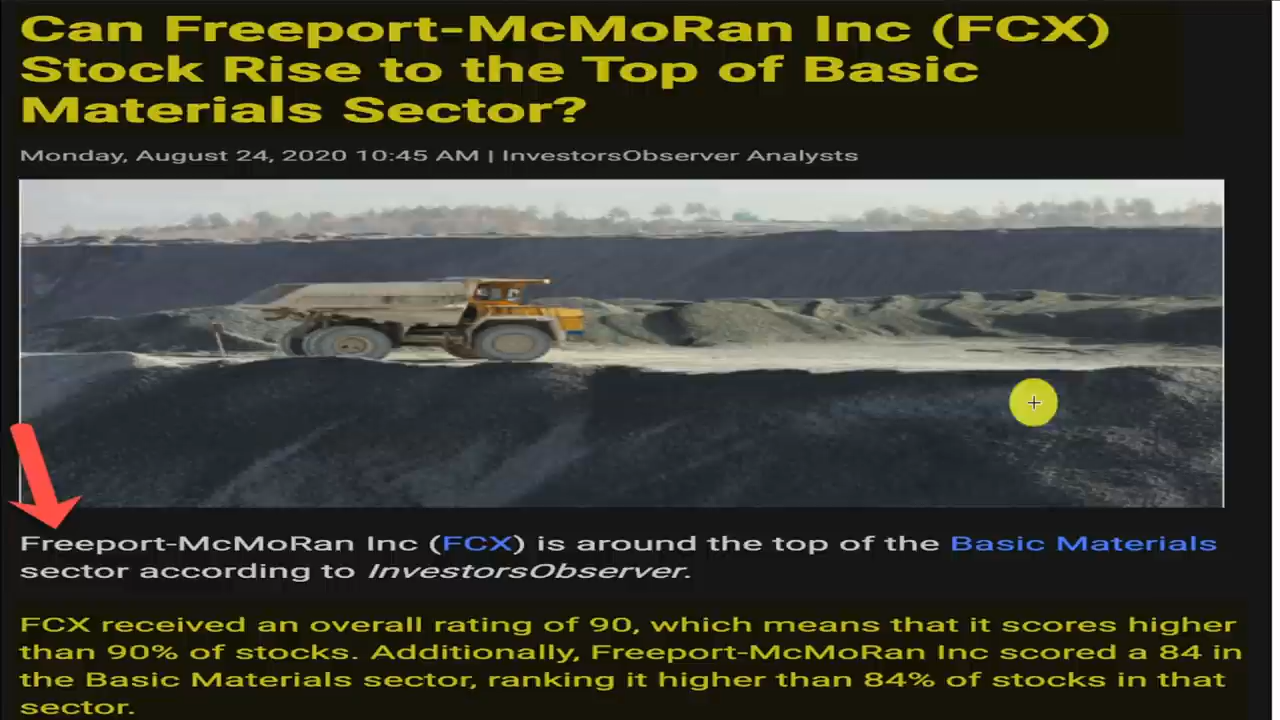 Can Freeport-McMoRan Inc (FCX)
Stock Rise to the Top of Basic
Materials Sector?
Monday, August 24, 2020 10:45 AM | InvestorsObserver Analysts
Freeport-McMoRan Inc (FCX) is around the top of the Basic Materials
sector according to InvestorsObserver.
FCX received an overall rating of 90, which means that it scores higher
than 90% of stocks. Additionally, Freeport-McMoRan Inc scored a 84 in
the Basic Materials sector, ranking it higher than 84% of stocks in that
sector.